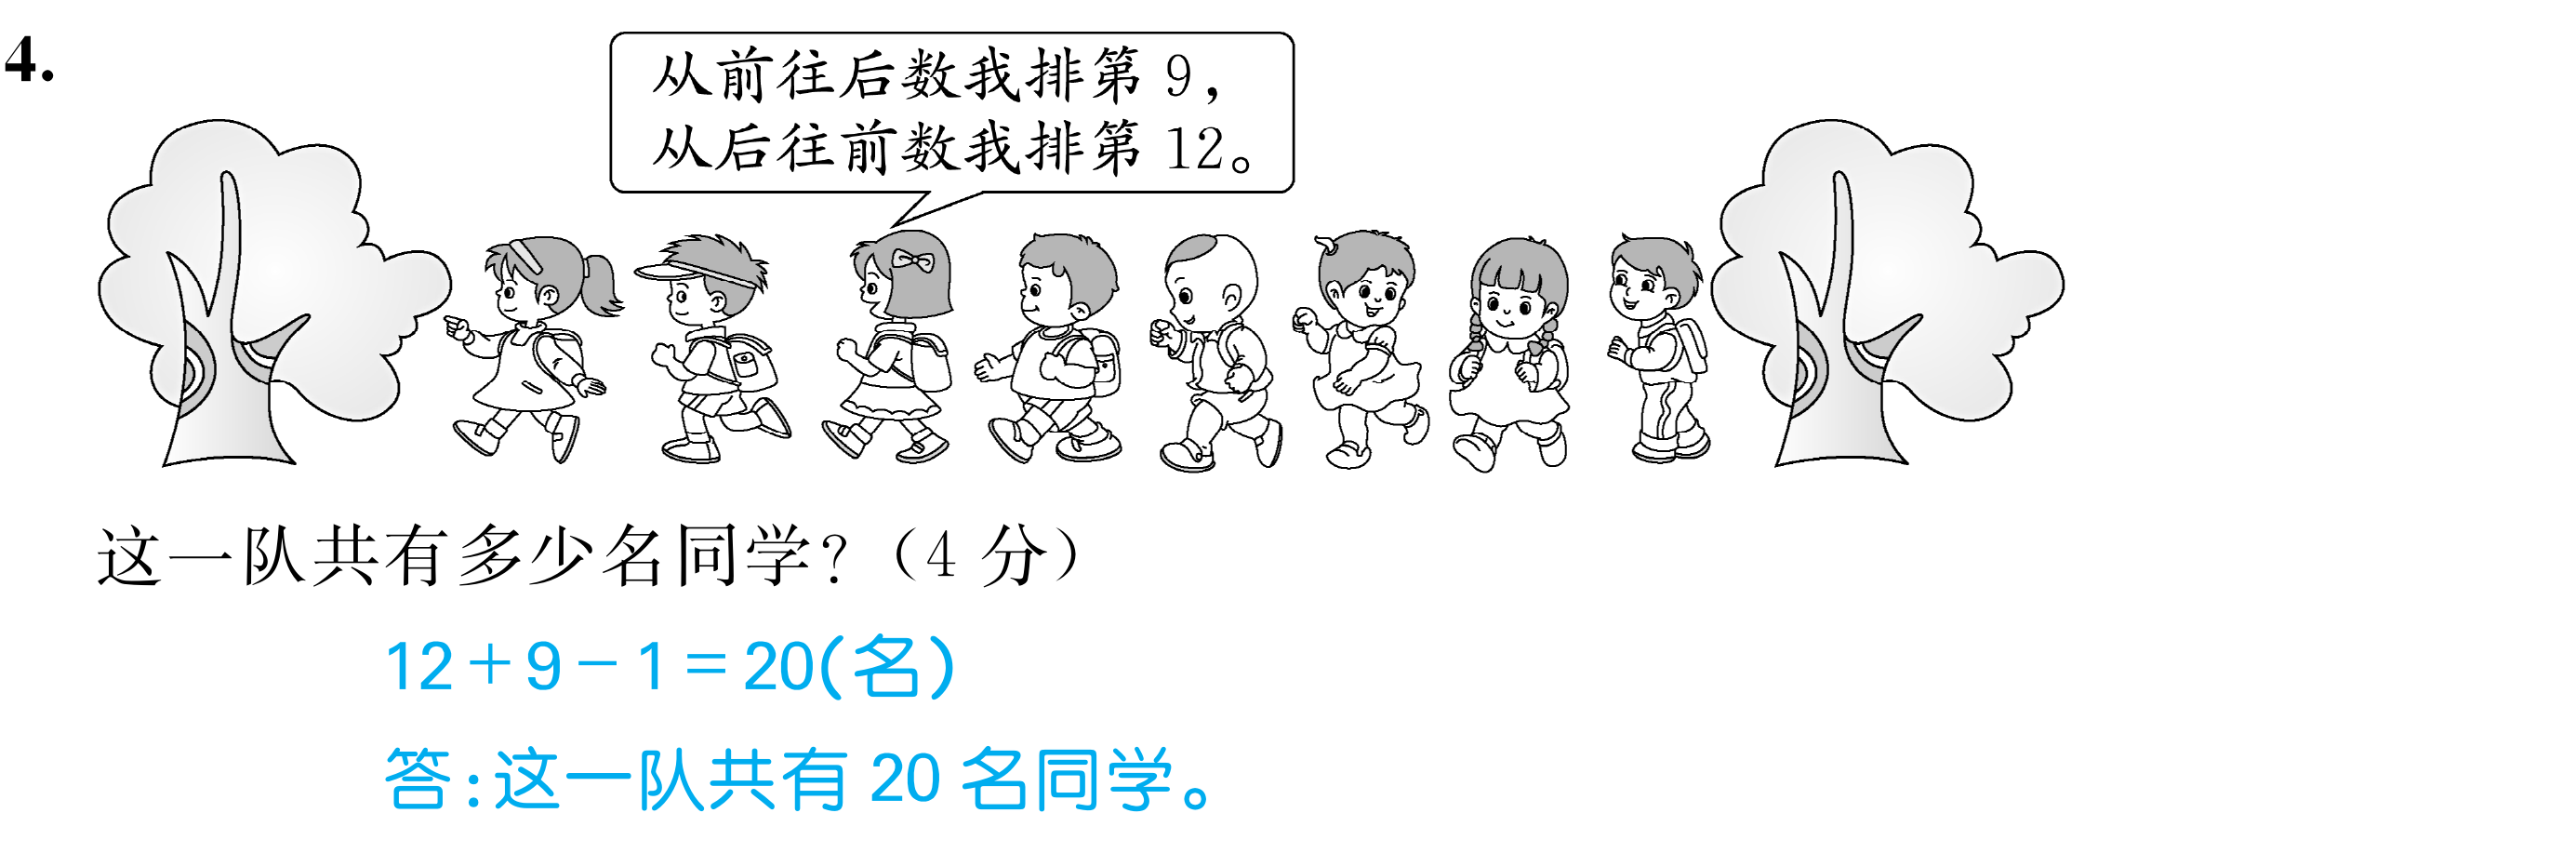 4.
从前往后数我排第 9，
从后往前数我排第 12。
这一队共有多少名同学？（4 分）
12＋9－1＝20(名)
答:这一队共有 20 名同学。